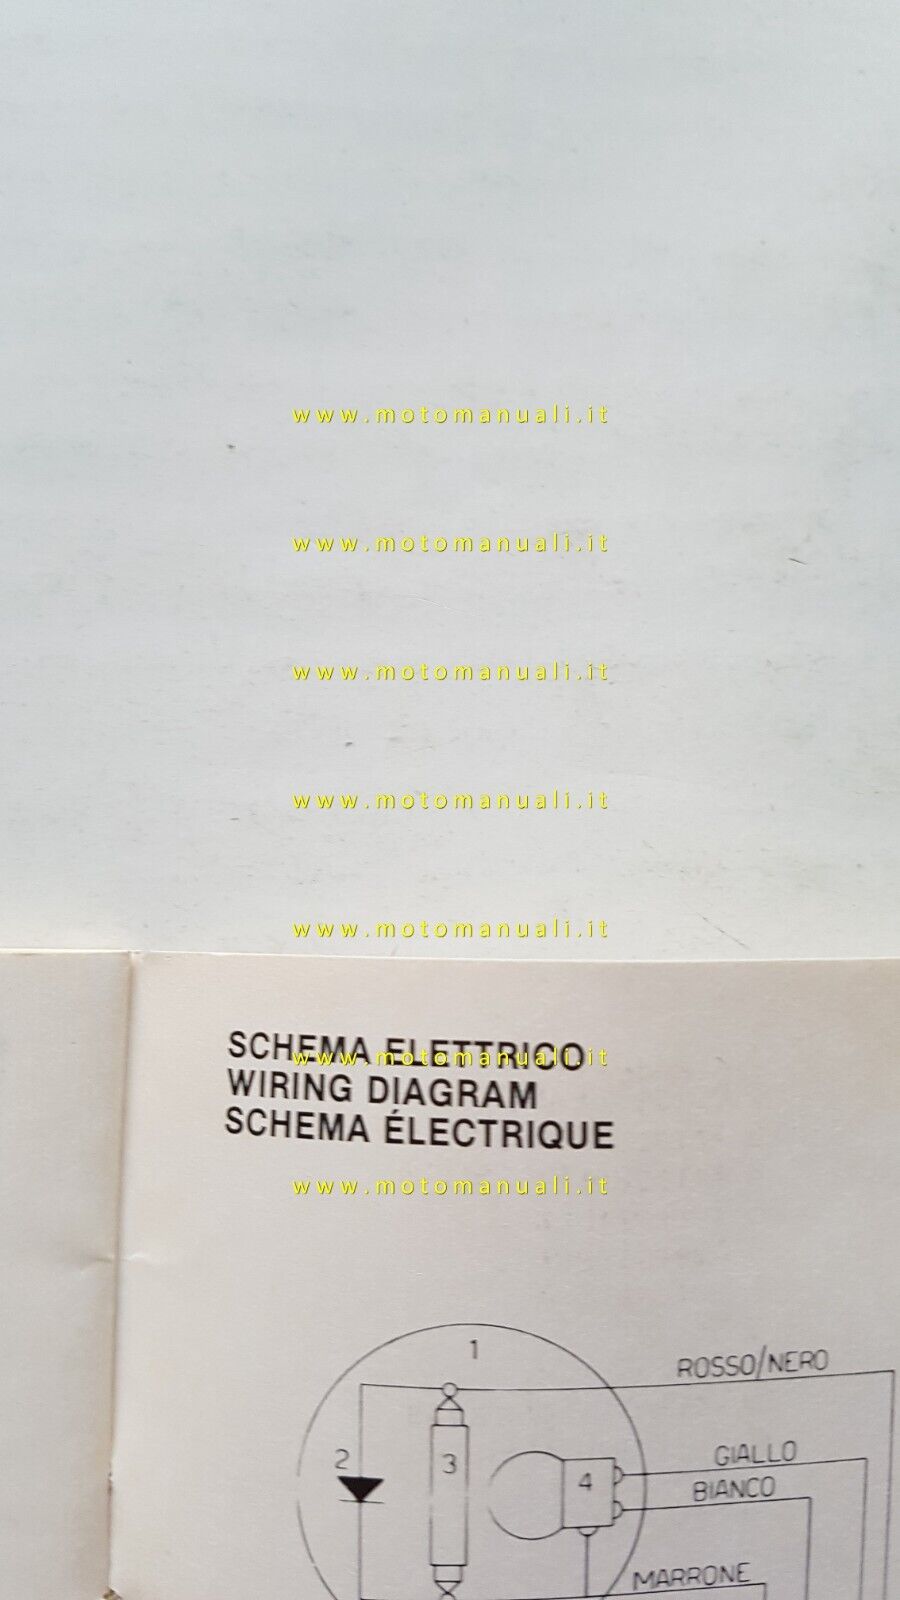 www.motomanuali.it
www.motomanuali.it
www.motomanuali.it
www.motomanuali.it
www.motomanuali.it
SCHEMA ELETTRICO
www.motomanuali.it
WIRING DIAGRAM
SCHEMA ÉLECTRIQUE
www.motomanuali.it
1
ROSSO/NERO
2
3
4
GIALLO
BIANCO
MARRONE